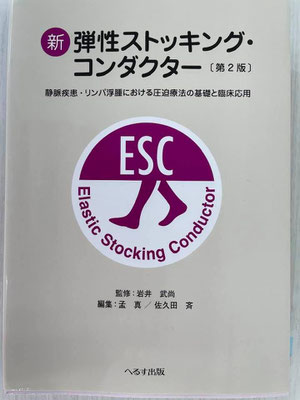 新 弾性ストッキング・
コンダクター〔第2版〕
静脈疾患・リンパ浮腫における圧迫療法の基礎と臨床応用
ESC
Elastic Stocking Conductor
監修：岩井 武尚
編集：孟 真／佐久田 斉
へるす出版